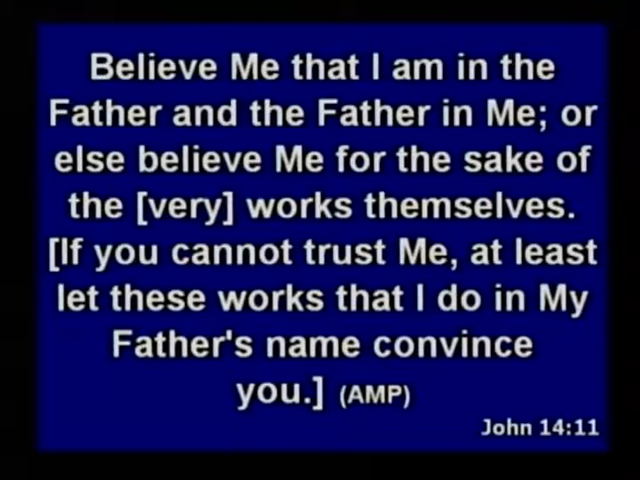 Believe Me that I am in the
Father and the Father in Me; or
else believe Me for the sake of
the [very] works themselves.
[If you cannot trust Me, at least
let these works that I do in My
Father's name convince
you.] (AMP)
John 14:11